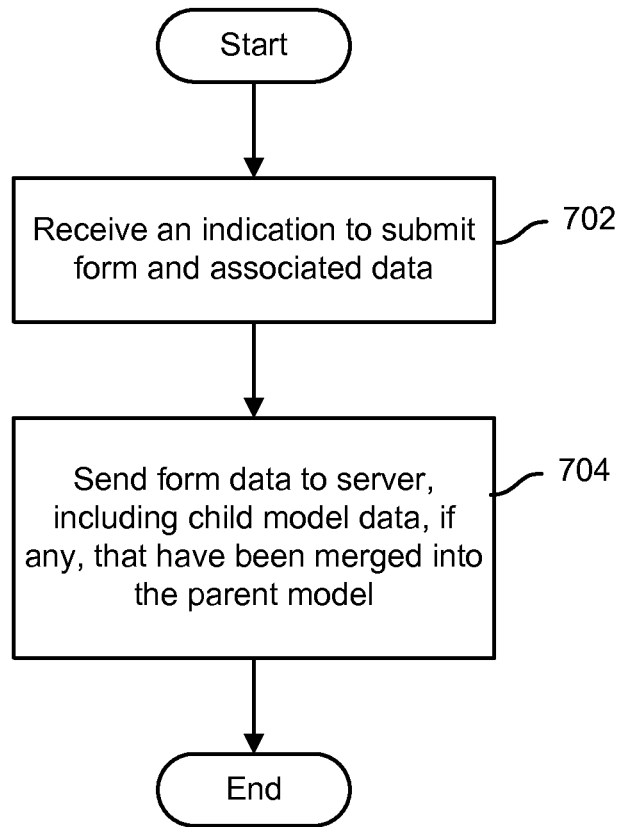 Start
Receive an indication to submit
form and associated data
702
Send form data to server,
including child model data, if
any, that have been merged into
the parent model
704
End